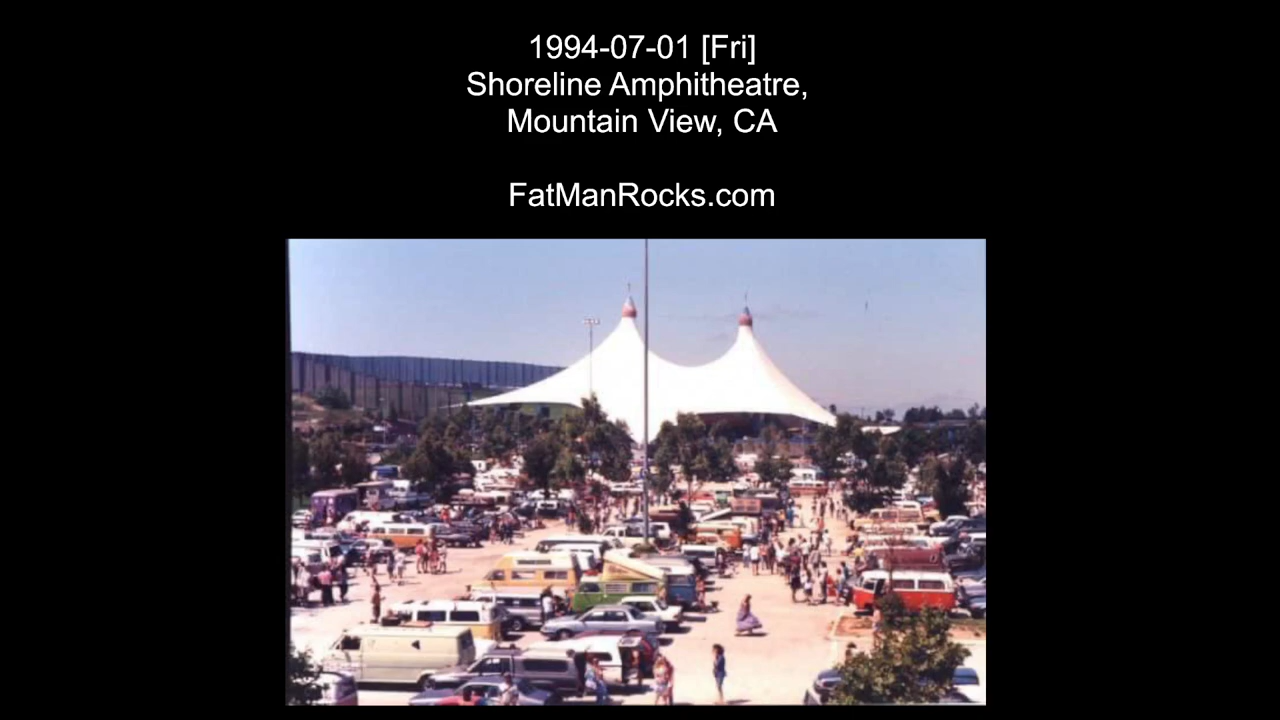 1994-07-01 [Fri]
Shoreline Amphitheatre,
Mountain View, CA
FatManRocks.com